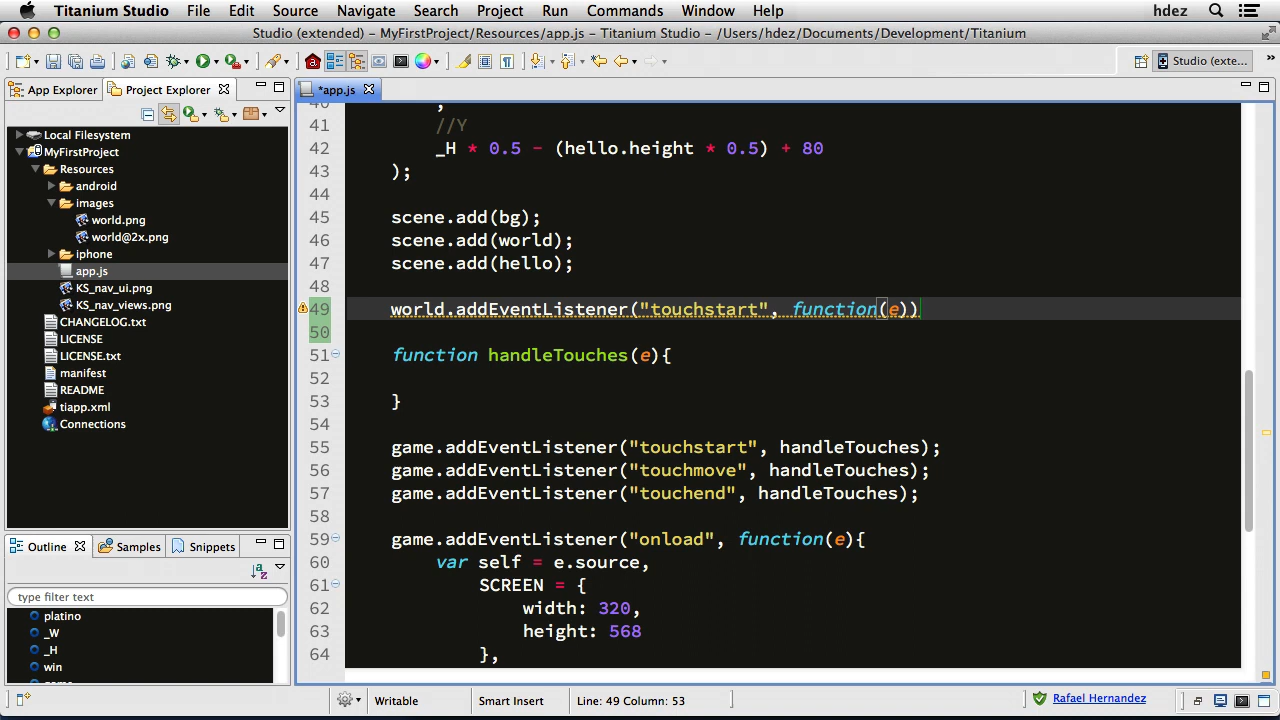 Titanium Studio File Edit Source Navigate Search Project Run Commands Window Help hdez
Studio (extended) - MyFirstProject/Resources/app.js - Titanium Studio - /Users/hdez/Documents/Development/Titanium
Studio (exte...
App Explorer Project Explorer
*app.js
Local Filesystem
MyFirstProject
Resources
android
images
world.png
world@2x.png
iphone
app.js
KS_nav_ui.png
KS_nav_views.png
CHANGELOG.txt
LICENSE
LICENSE.txt
manifest
README
tiapp.xml
Connections
Outline Samples Snippets
type filter text
platino
_W
_H
win
40 ,
41 //Y
42 _H * 0.5 - (hello.height * 0.5) + 80
43 );
44
45 scene.add(bg);
46 scene.add(world);
47 scene.add(hello);
48
49 world.addEventListener("touchstart", function(e))
50
51 function handleTouches(e){
52
53 }
54
55 game.addEventListener("touchstart", handleTouches);
56 game.addEventListener("touchmove", handleTouches);
57 game.addEventListener("touchend", handleTouches);
58
59 game.addEventListener("onload", function(e){
60 var self = e.source,
61 SCREEN = {
62 width: 320,
63 height: 568
64 },
Writable Smart Insert Line: 49 Column: 53 Rafael Hernandez